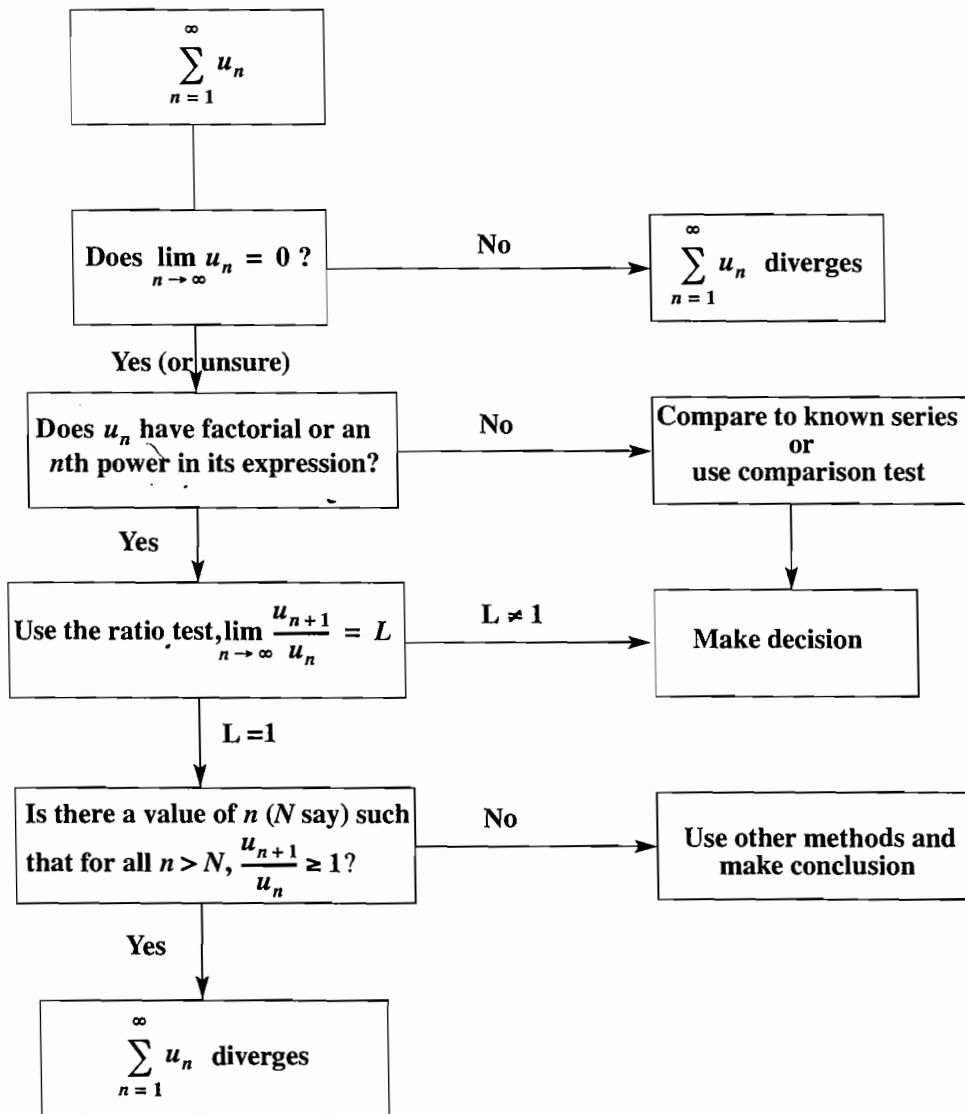 ∞
∑ u_n
n = 1
Does lim u_n = 0 ?
n → ∞
No
∞
∑ u_n diverges
n = 1
Yes (or unsure)
Does u_n have factorial or an
nth power in its expression?
No
Compare to known series
or
use comparison test
Yes
Use the ratio test, lim u_{n+1}/u_n = L
n → ∞
L ≠ 1
Make decision
L =1
Is there a value of n (N say) such
that for all n > N, u_{n+1}/u_n ≥ 1?
No
Use other methods and
make conclusion
Yes
∞
∑ u_n diverges
n = 1